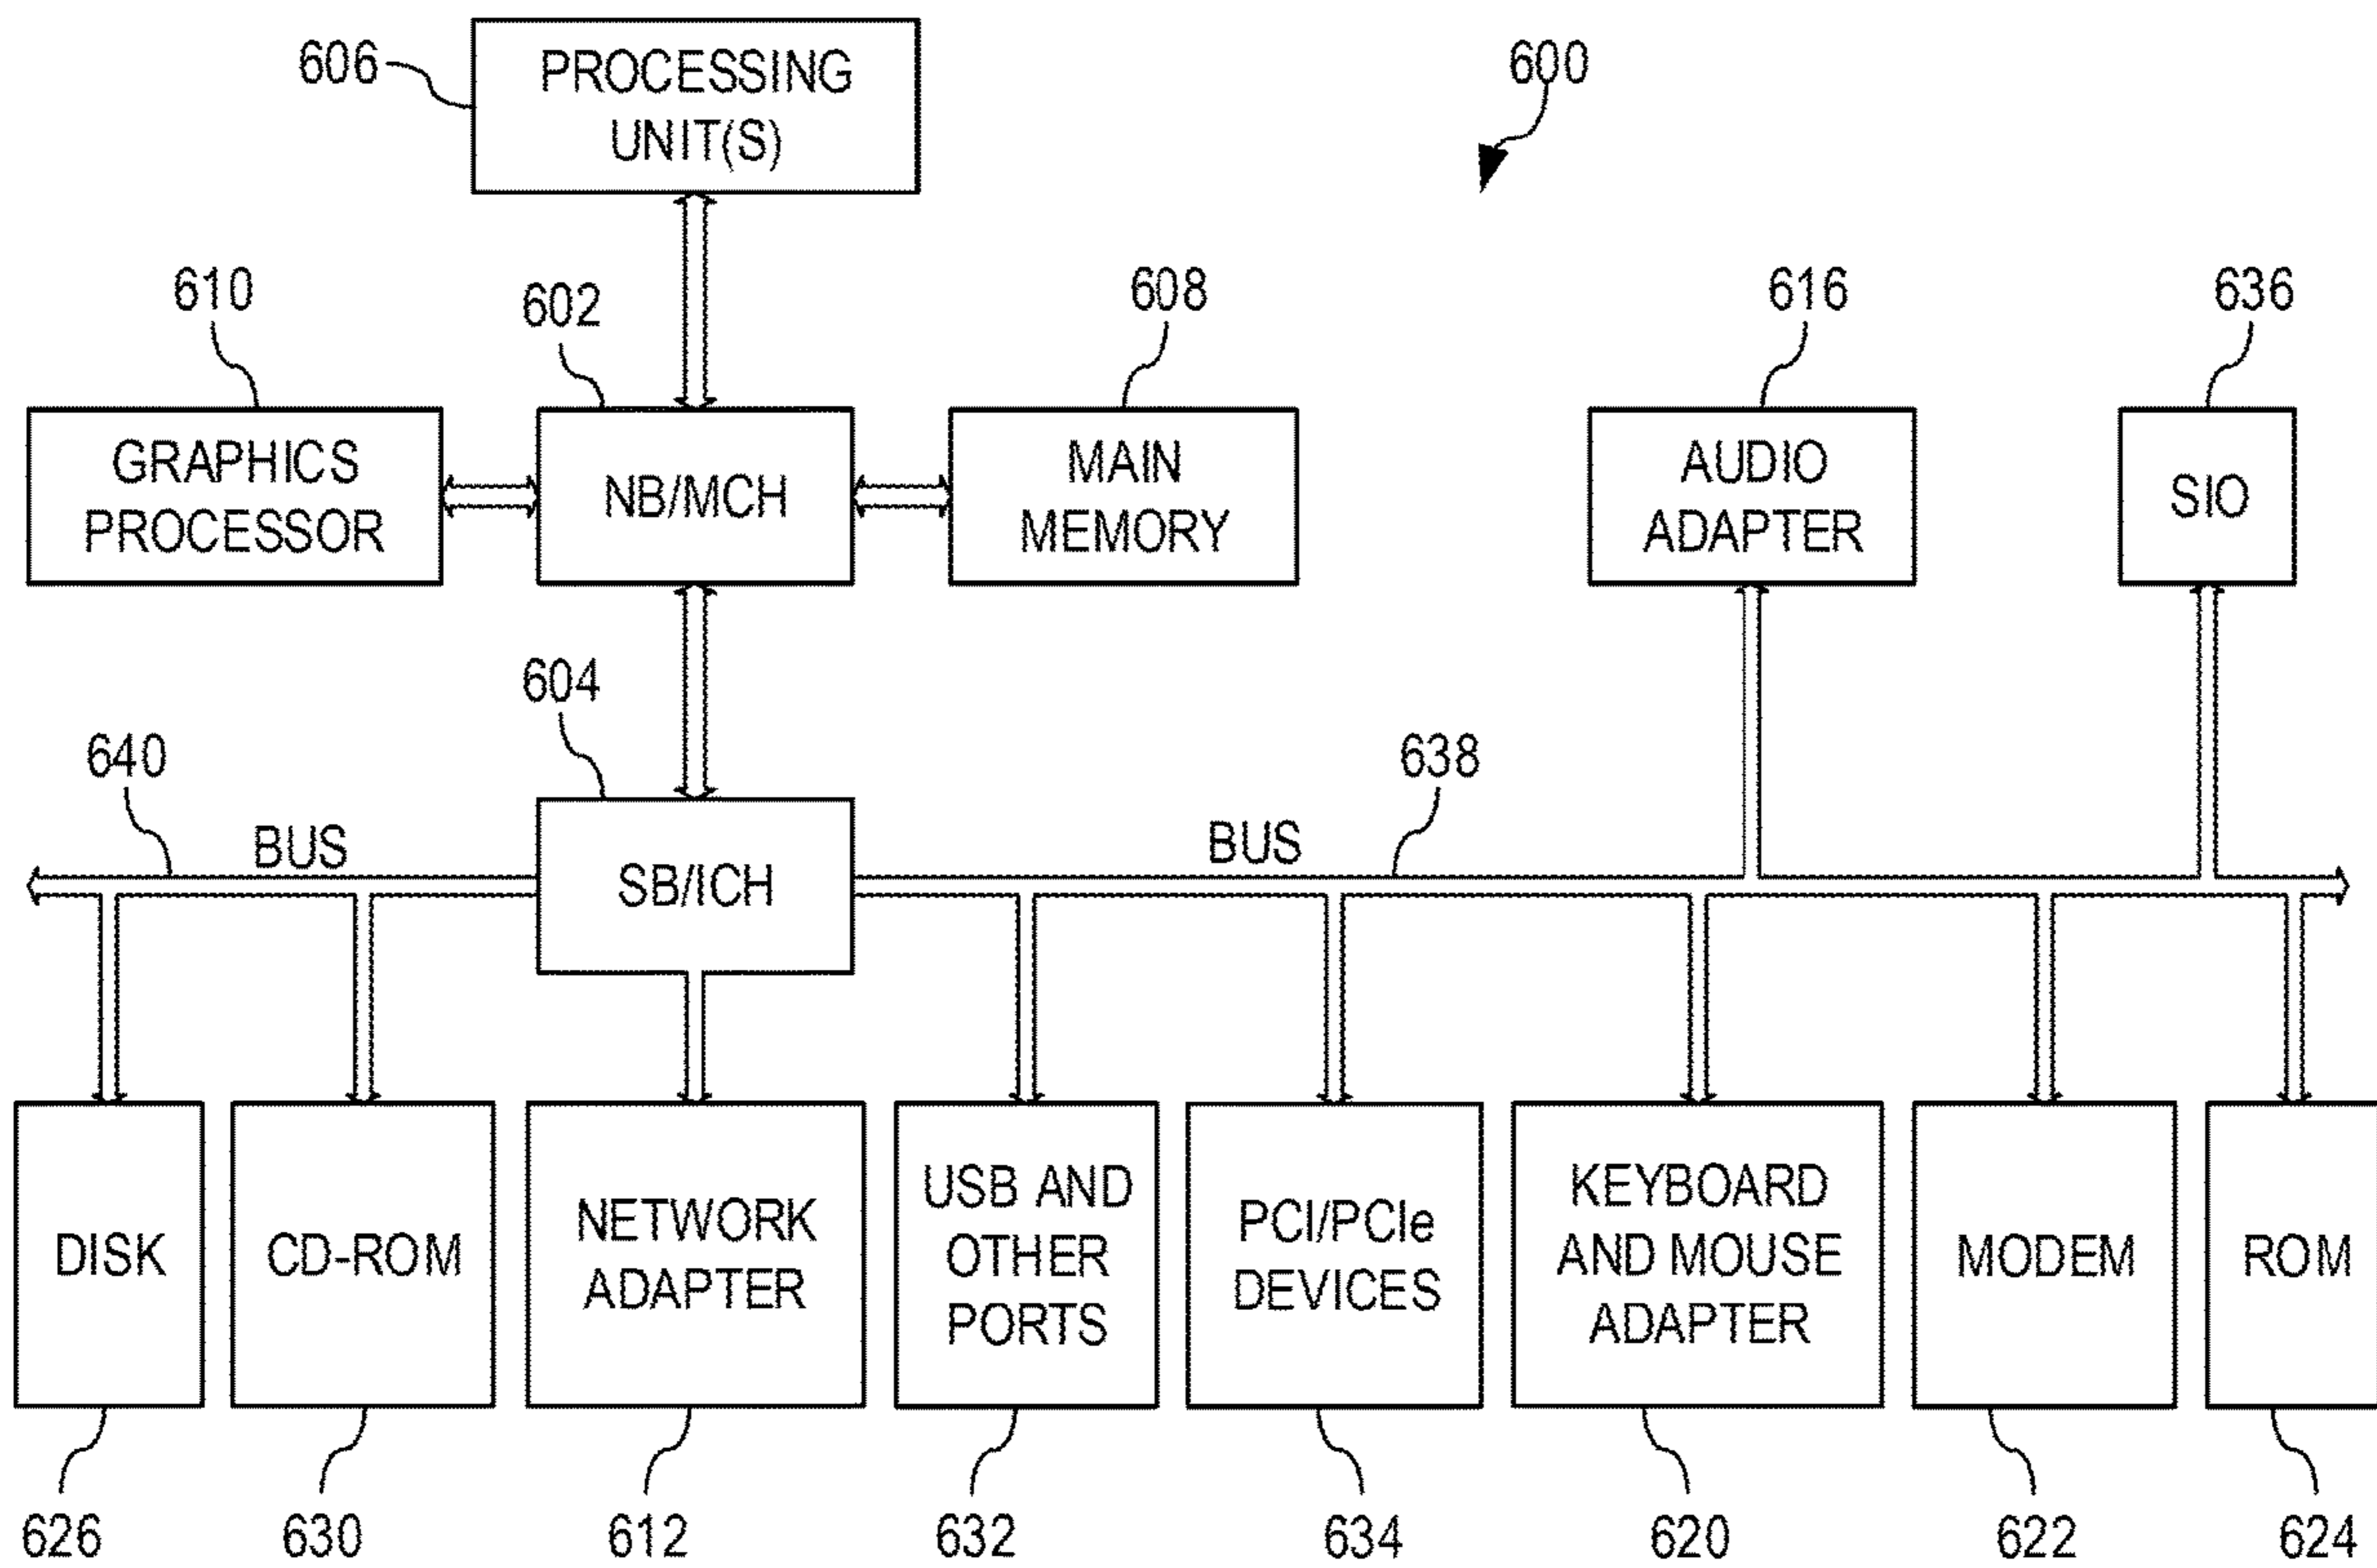 606
PROCESSING
UNIT(S)
600
610
602
608
616
636
GRAPHICS
PROCESSOR
NB/MCH
MAIN
MEMORY
AUDIO
ADAPTER
SIO
604
640
638
BUS
BUS
SB/ICH
DISK
CD-ROM
NETWORK
ADAPTER
USB AND
OTHER
PORTS
PCI/PCIe
DEVICES
KEYBOARD
AND MOUSE
ADAPTER
MODEM
ROM
626
630
612
632
634
620
622
624